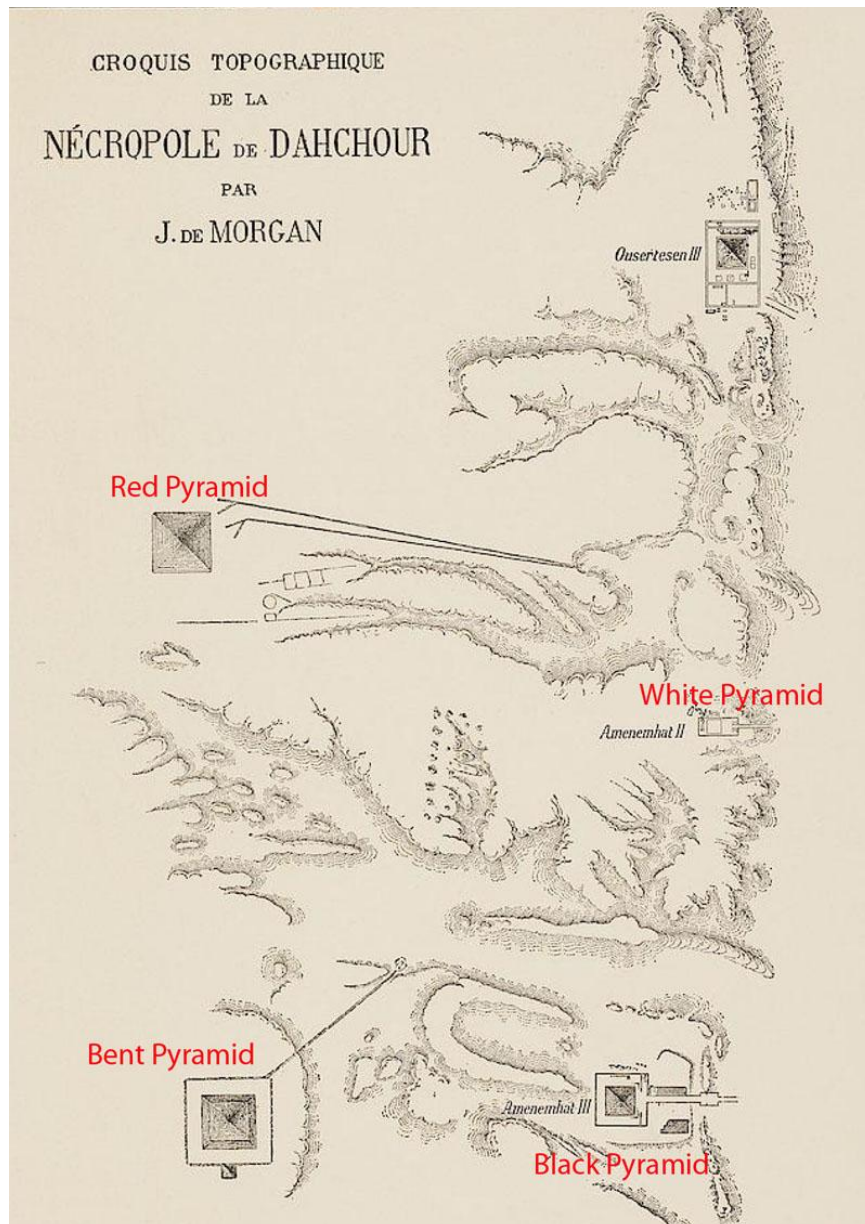 CROQUIS TOPOGRAPHIQUE
DE LA
NÉCROPOLE DE DAHCHOUR
PAR
J. DE MORGAN
Ousertesen III
Red Pyramid
White Pyramid
Amenemhat II
Bent Pyramid
Amenemhat III
Black Pyramid